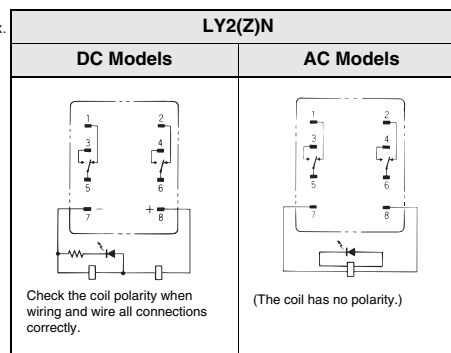 x.
LY2(Z)N
DC Models
AC Models
1 2
3 4
5 6
7 − + 8
1 2
3 4
5 6
7 8
Check the coil polarity when
wiring and wire all connections
correctly.
(The coil has no polarity.)